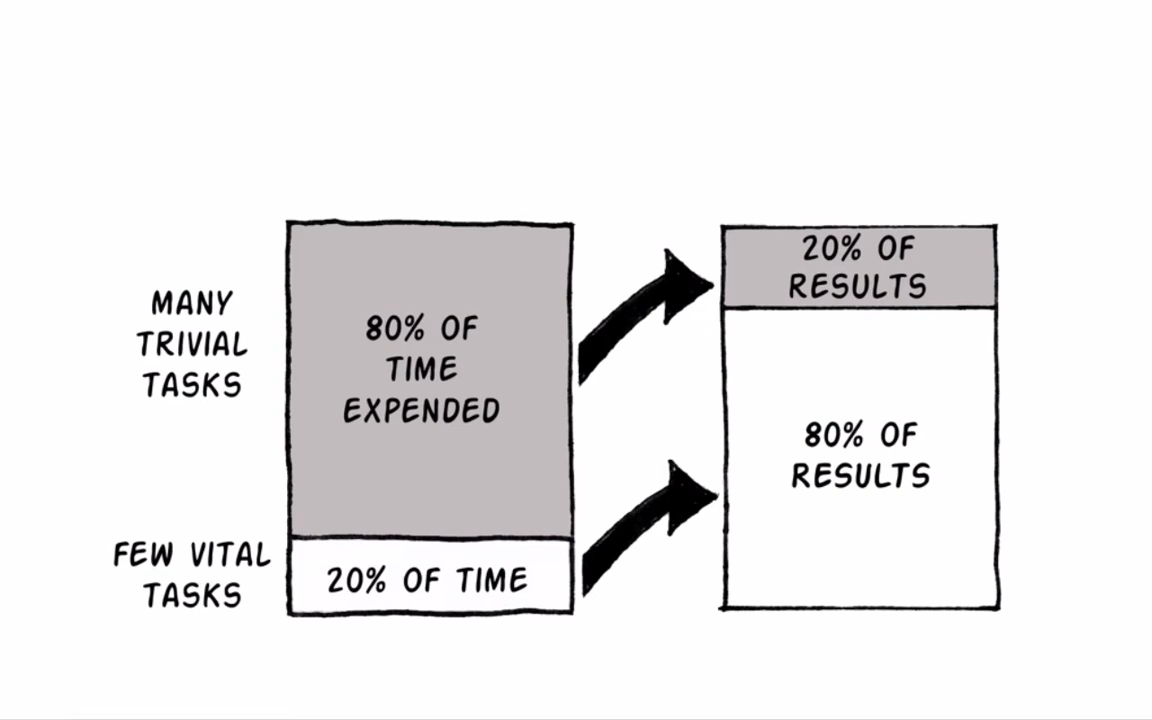 MANY
TRIVIAL
TASKS
80% OF
TIME
EXPENDED
FEW VITAL
TASKS
20% OF TIME
20% OF
RESULTS
80% OF
RESULTS